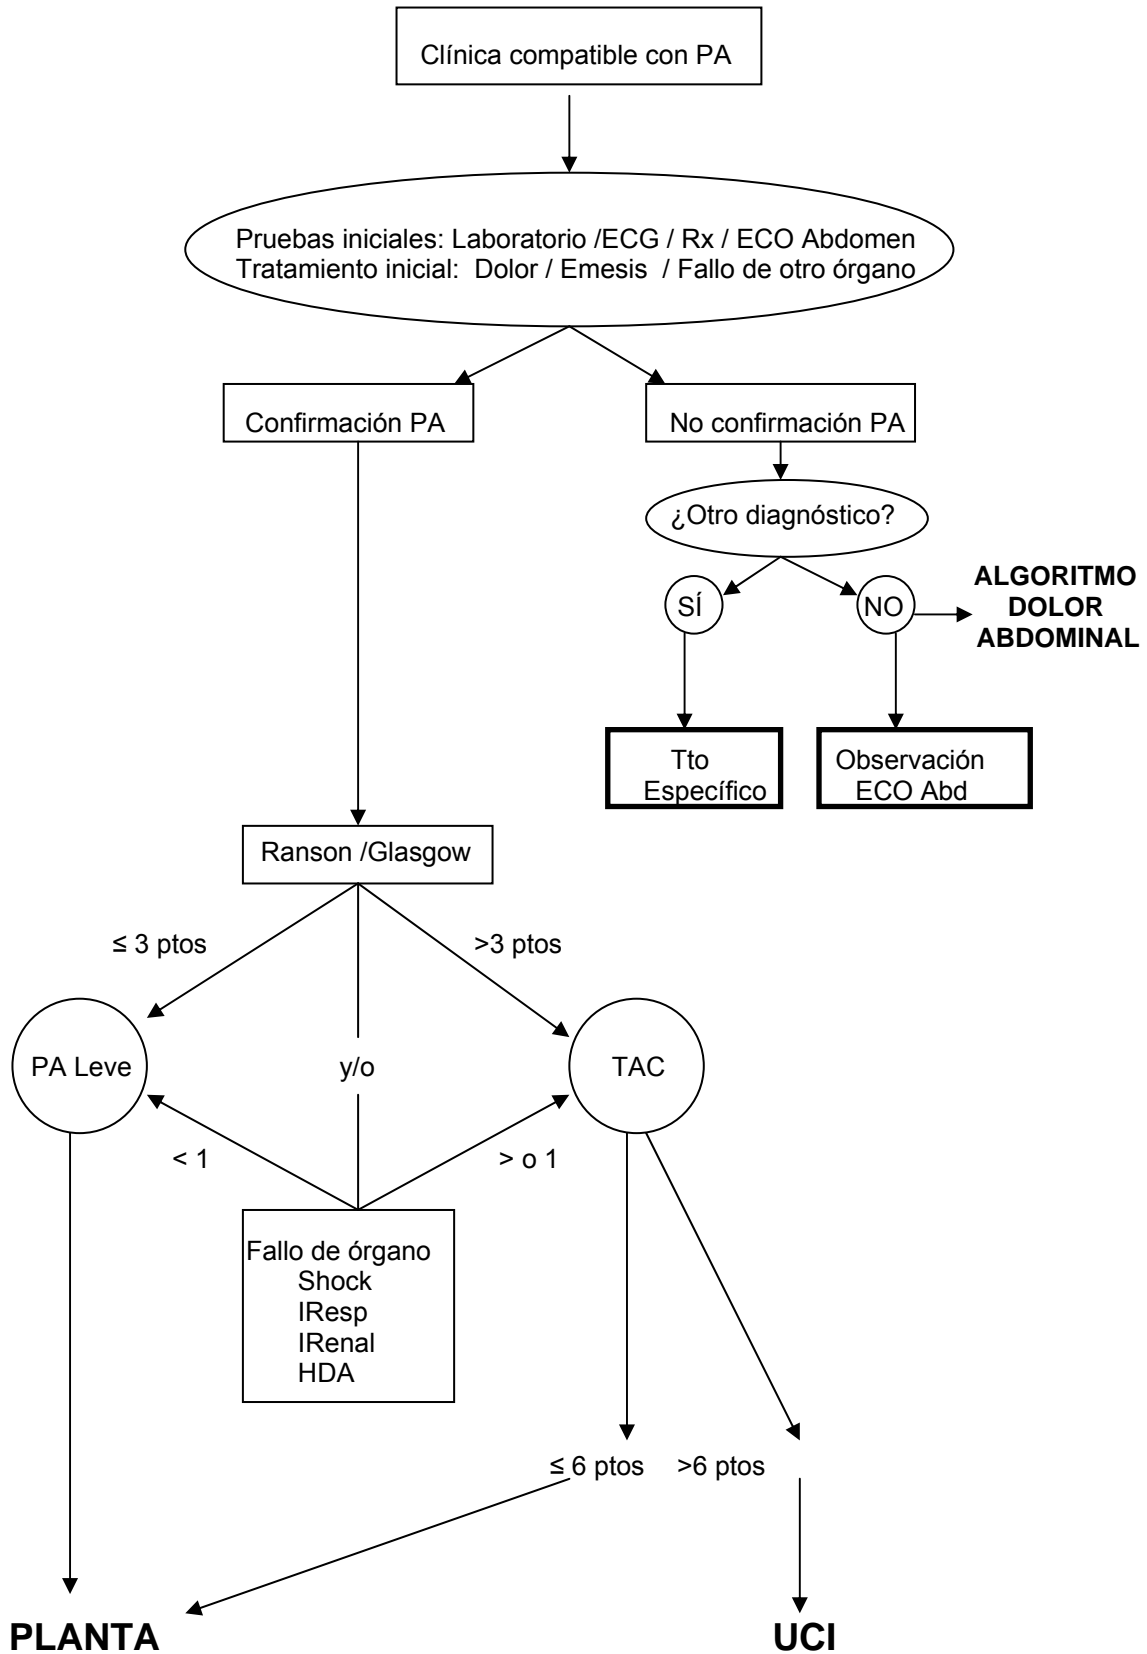 Clínica compatible con PA
Pruebas iniciales: Laboratorio /ECG / Rx / ECO Abdomen
Tratamiento inicial: Dolor / Emesis / Fallo de otro órgano
Confirmación PA
No confirmación PA
¿Otro diagnóstico?
SÍ
NO
ALGORITMO
DOLOR
ABDOMINAL
Tto
Específico
Observación
ECO Abd
Ranson /Glasgow
≤ 3 ptos
>3 ptos
PA Leve
y/o
TAC
< 1
> o 1
Fallo de órgano
Shock
IResp
IRenal
HDA
≤ 6 ptos
>6 ptos
PLANTA
UCI